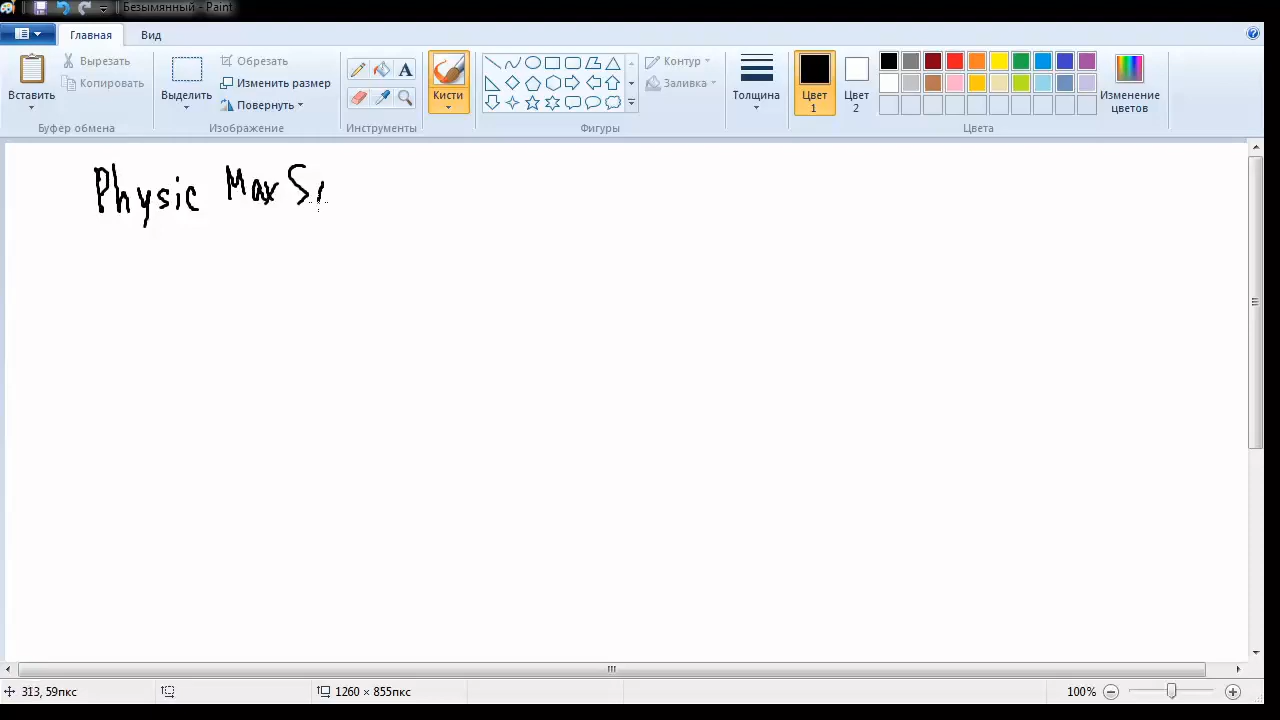 Безымянный - Paint
Главная Вид
Вставить
Вырезать
Копировать
Буфер обмена
Выделить
Обрезать
Изменить размер
Повернуть
Изображение
A
Инструменты
Кисти
Контур
Заливка
Фигуры
Толщина
Цвет 1
Цвет 2
Изменение цветов
Цвета
Physic Max
313, 59пкс
1260 × 855пкс
100%